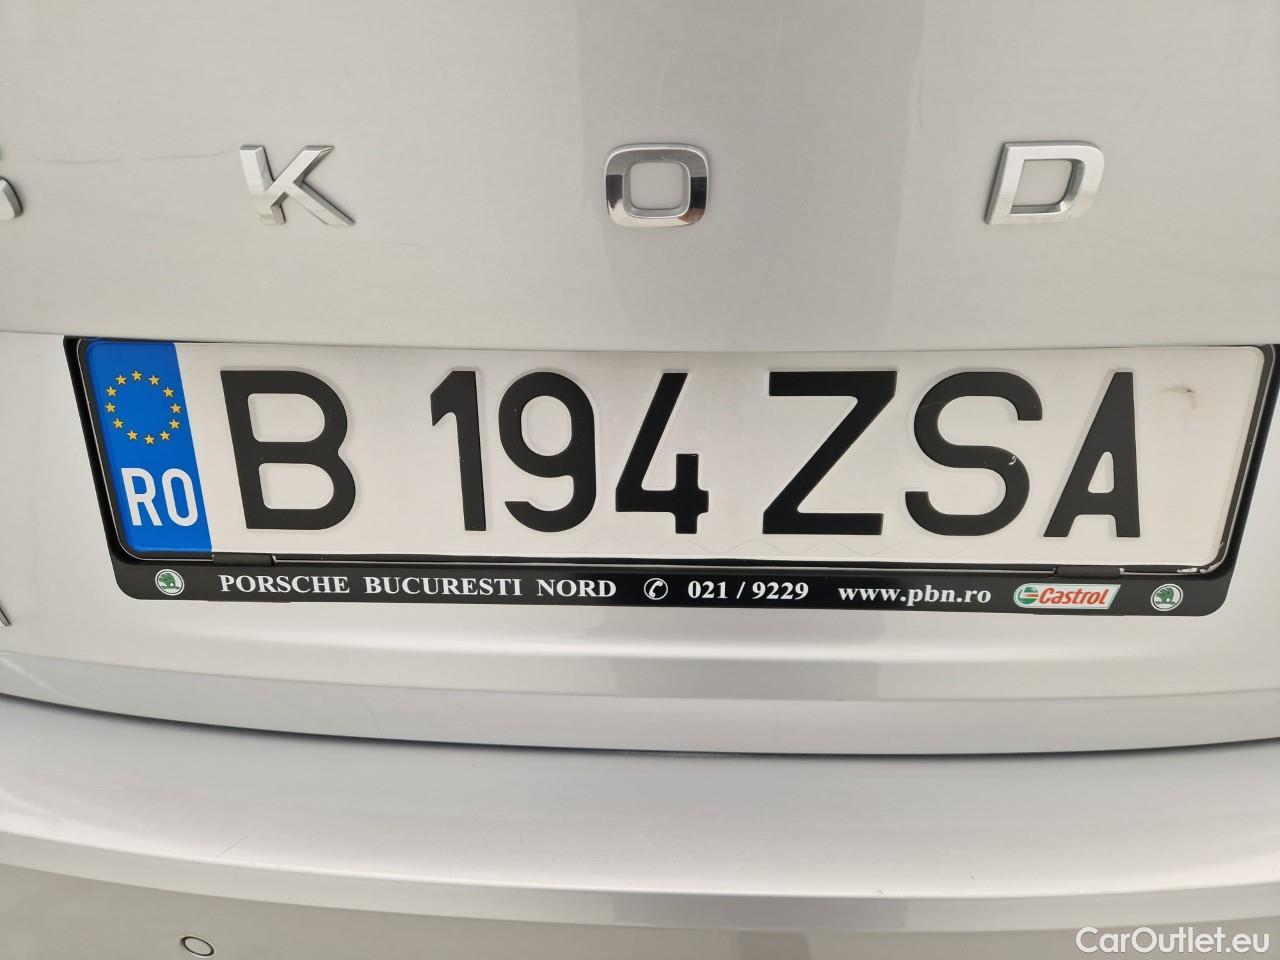 KOD
RO
B 194 ZSA
PORSCHE BUCURESTI NORD 021 / 9229 www.pbn.ro Castrol
CarOutlet.eu